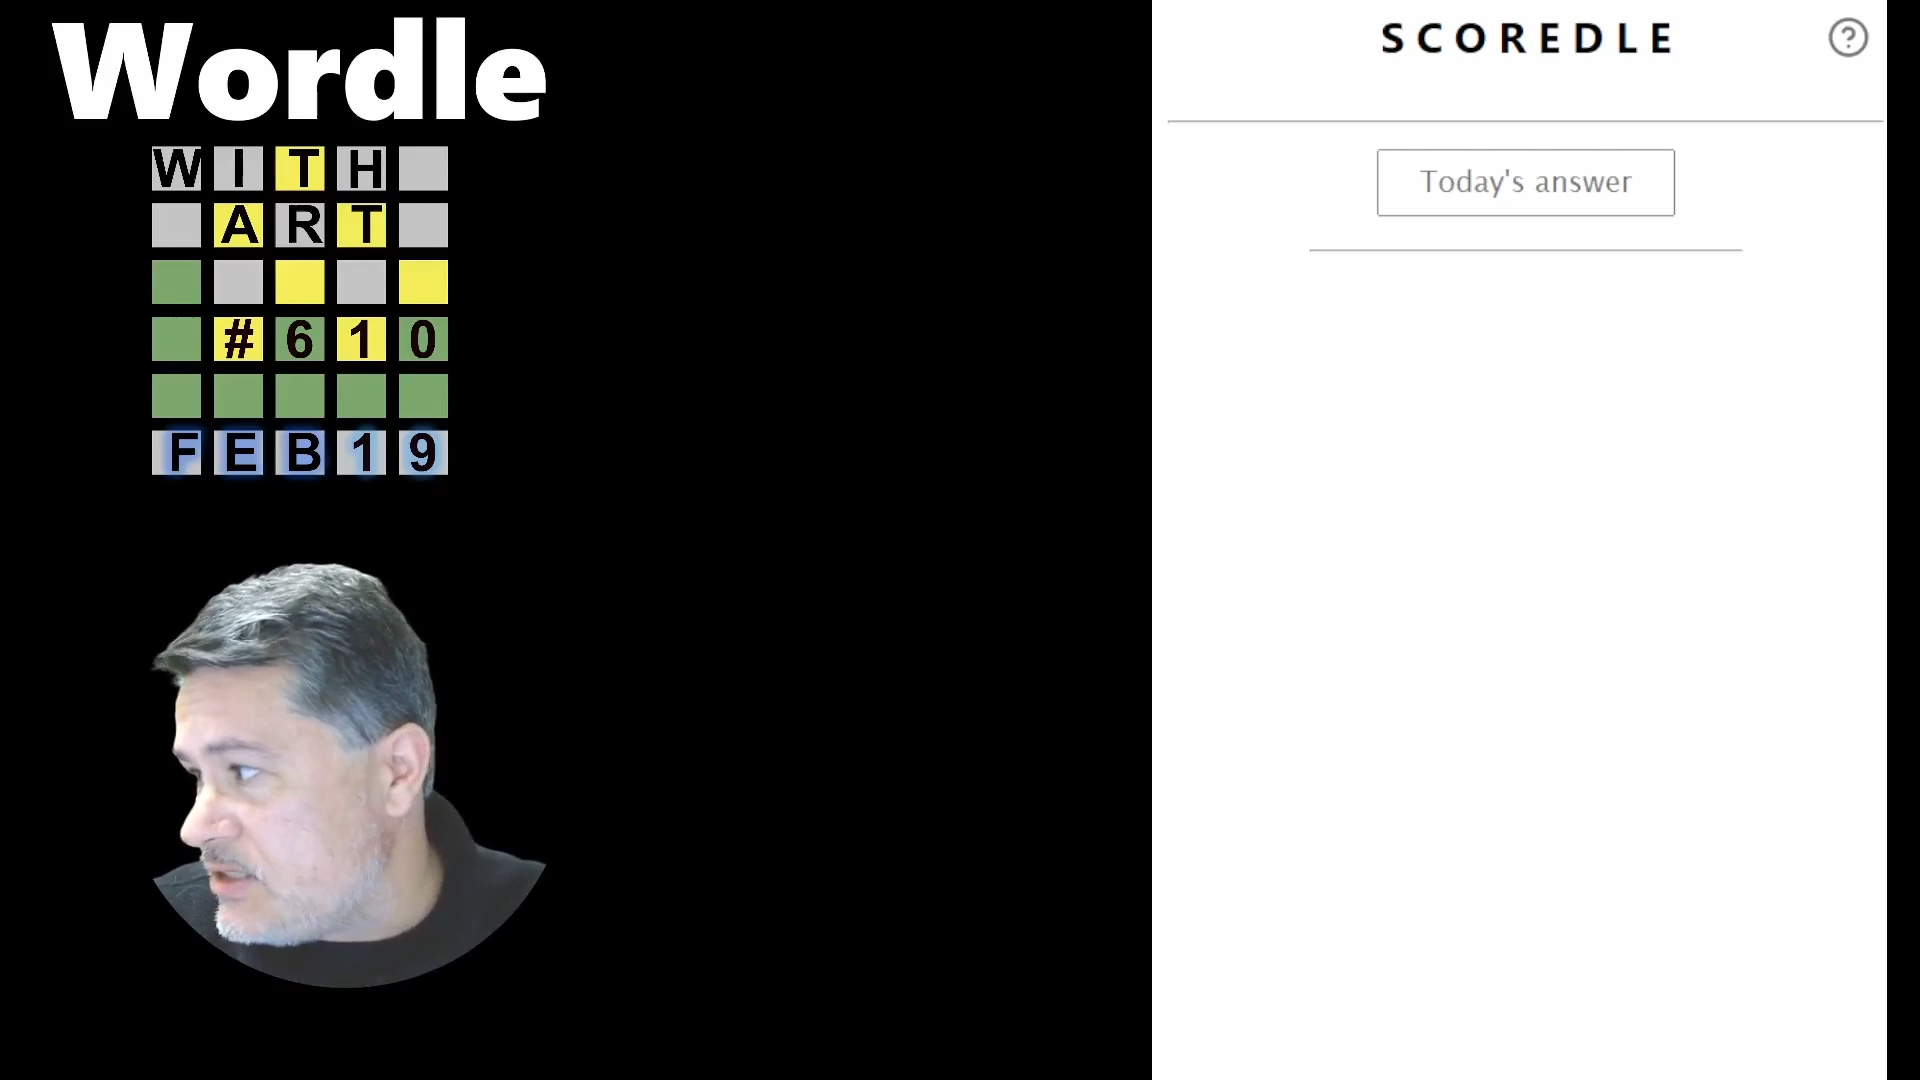 Wordle
WITH
ART
#610
FEB19
SCOREDLE
?
Today's answer